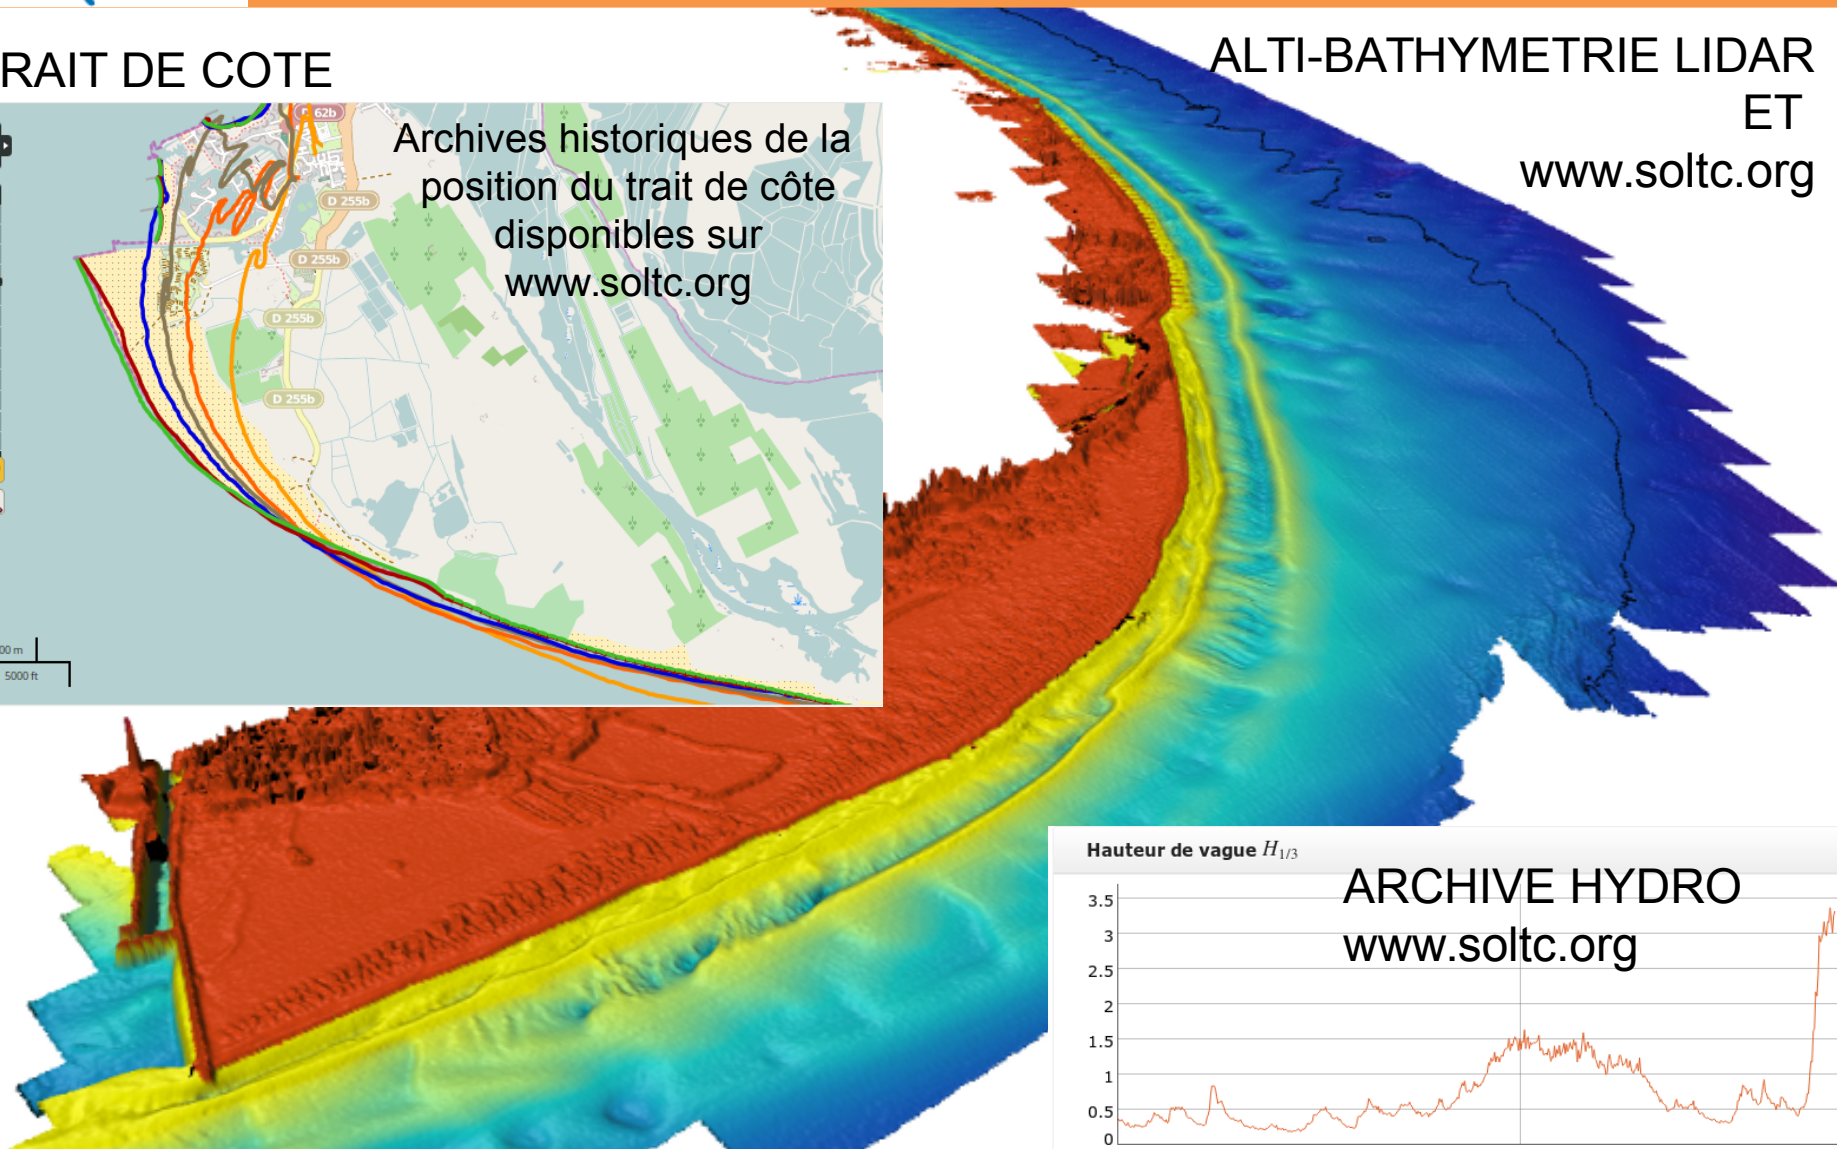 RAIT DE COTE
ALTI-BATHYMETRIE LIDAR
ET
www.soltc.org
Archives historiques de la
position du trait de côte
disponibles sur
www.soltc.org
D 62b
D 255b
D 255b
D 255b
D 255b
00 m
5000 ft
Hauteur de vague H1/3
ARCHIVE HYDRO
www.soltc.org
3.5
3
2.5
2
1.5
1
0.5
0